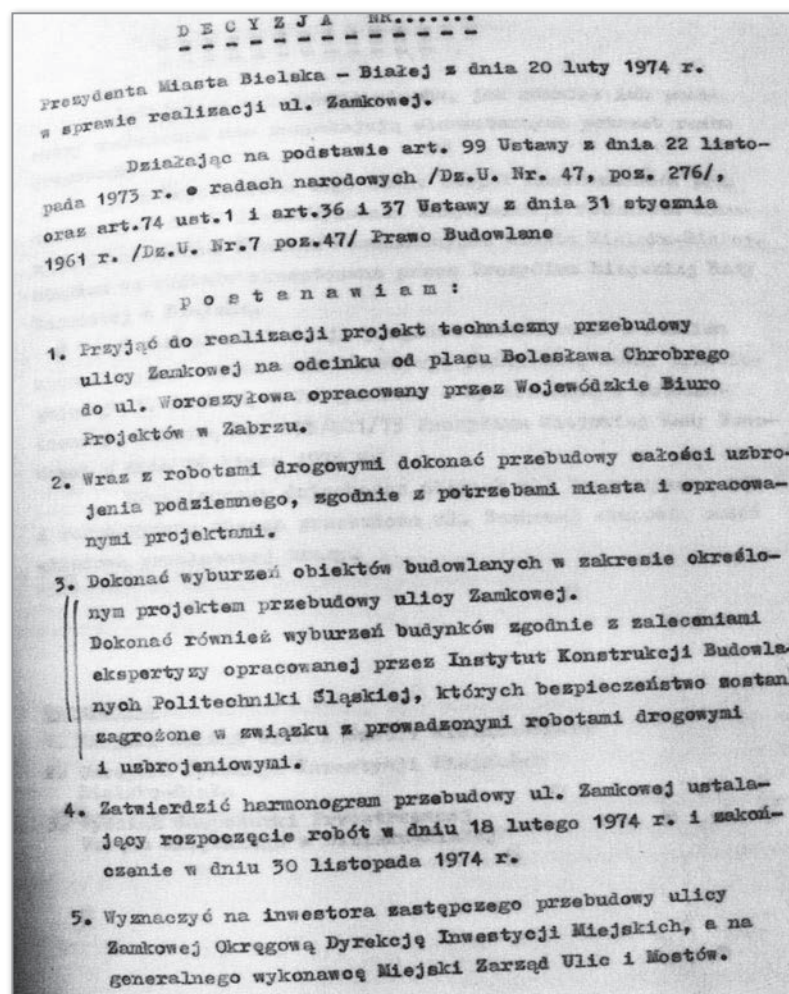 DECYZJA NR.......
Prezydenta Miasta Bielska - Białej z dnia 20 luty 1974 r.
w sprawie realizacji ul. Zamkowej.
Działając na podstawie art. 99 Ustawy z dnia 22 listo-
pada 1973 r. o radach narodowych /Dz.U. Nr. 47, poz. 276/,
oraz art.74 ust.1 i art.36 i 37 Ustawy z dnia 31 stycznia
1961 r. /Dz.U. Nr.7 poz.47/ Prawo Budowlane
postanawiam:
1. Przyjąć do realizacji projekt techniczny przebudowy
ulicy Zamkowej na odcinku od placu Bolesława Chrobrego
do ul. Woroszyłowa opracowany przez Wojewódzkie Biuro
Projektów w Zabrzu.
2. Wraz z robotami drogowymi dokonać przebudowy całości uzbro-
jenia podziemnego, zgodnie z potrzebami miasta i opracowa-
nymi projektami.
3. Dokonać wyburzeń obiektów budowlanych w zakresie określo-
nym projektem przebudowy ulicy Zamkowej.
Dokonać również wyburzeń budynków zgodnie z zaleceniami
ekspertyzy opracowanej przez Instytut Konstrukcji Budowla-
nych Politechniki Śląskiej, których bezpieczeństwo zostan
zagrożone w związku z prowadzonymi robotami drogowymi
i uzbrojeniowymi.
4. Zatwierdzić harmonogram przebudowy ul. Zamkowej ustala-
jący rozpoczęcie robót w dniu 18 lutego 1974 r. i zakoń-
czenie w dniu 30 listopada 1974 r.
5. Wyznaczyć na inwestora zastępczego przebudowy ulicy
Zamkowej Okręgową Dyrekcję Inwestycji Miejskich, a na
generalnego wykonawcę Miejski Zarząd Ulic i Mostów.